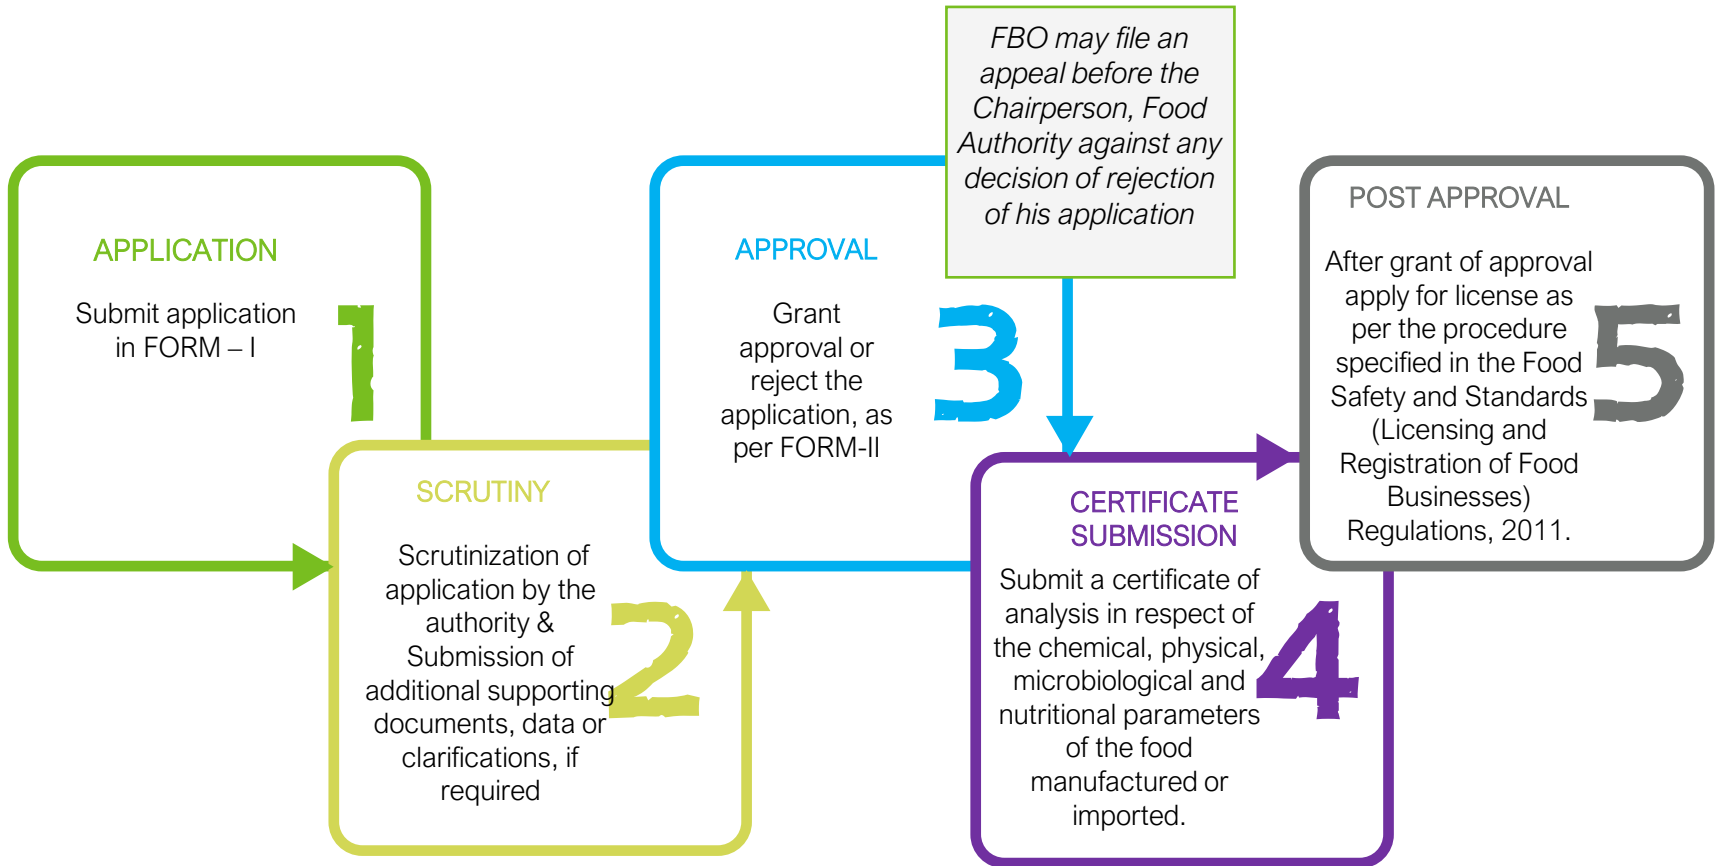 APPLICATION
Submit application
in FORM – I
1
SCRUTINY
Scrutinization of
application by the
authority &
Submission of
additional supporting
documents, data or
clarifications, if
required
2
APPROVAL
Grant
approval or
reject the
application, as
per FORM-II
3
FBO may file an
appeal before the
Chairperson, Food
Authority against any
decision of rejection
of his application
CERTIFICATE
SUBMISSION
Submit a certificate of
analysis in respect of
the chemical, physical,
microbiological and
nutritional parameters
of the food
manufactured or
imported.
4
POST APPROVAL
After grant of approval
apply for license as
per the procedure
specified in the Food
Safety and Standards
(Licensing and
Registration of Food
Businesses)
Regulations, 2011.
5